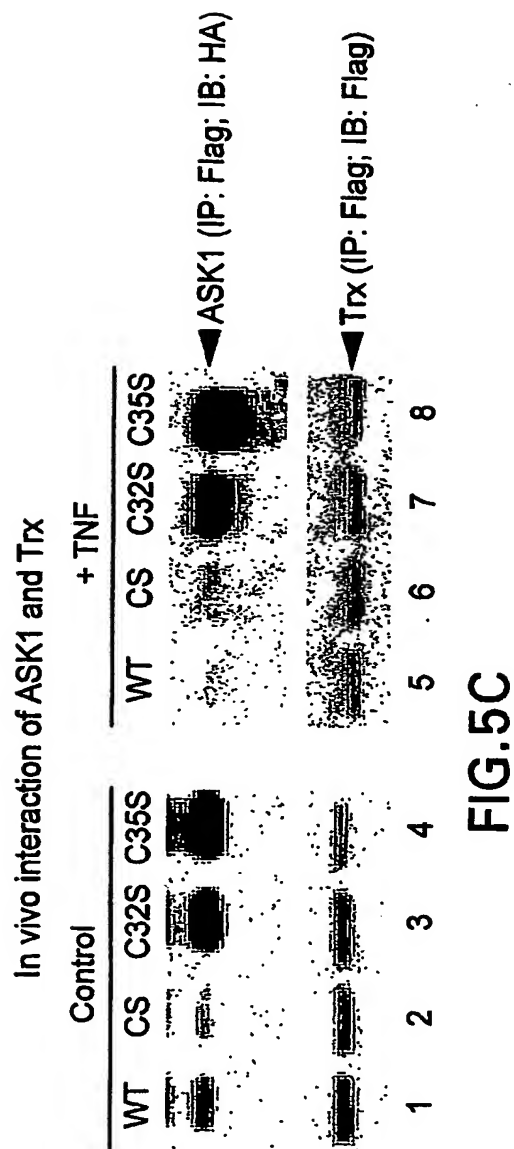 In vivo interaction of ASK1 and Trx
Control + TNF
WT CS C32S C35S WT CS C32S C35S
ASK1 (IP: Flag; IB: HA)
Trx (IP: Flag; IB: Flag)
1 2 3 4 5 6 7 8
FIG.5C